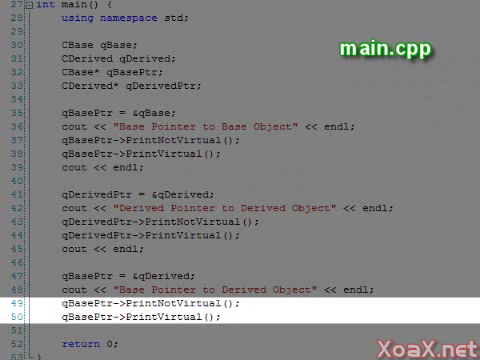 main.cpp
27 int main() {
28 using namespace std;
29
30 CBase qBase;
31 CDerived qDerived;
32 CBase* qBasePtr;
33 CDerived* qDerivedPtr;
34
35 qBasePtr = &qBase;
36 cout << "Base Pointer to Base Object" << endl;
37 qBasePtr->PrintNotVirtual();
38 qBasePtr->PrintVirtual();
39 cout << endl;
40
41 qDerivedPtr = &qDerived;
42 cout << "Derived Pointer to Derived Object" << endl;
43 qDerivedPtr->PrintNotVirtual();
44 qDerivedPtr->PrintVirtual();
45 cout << endl;
46
47 qBasePtr = &qDerived;
48 cout << "Base Pointer to Derived Object" << endl;
49 qBasePtr->PrintNotVirtual();
50 qBasePtr->PrintVirtual();
51
52 return 0;
53 }
XoaX.net